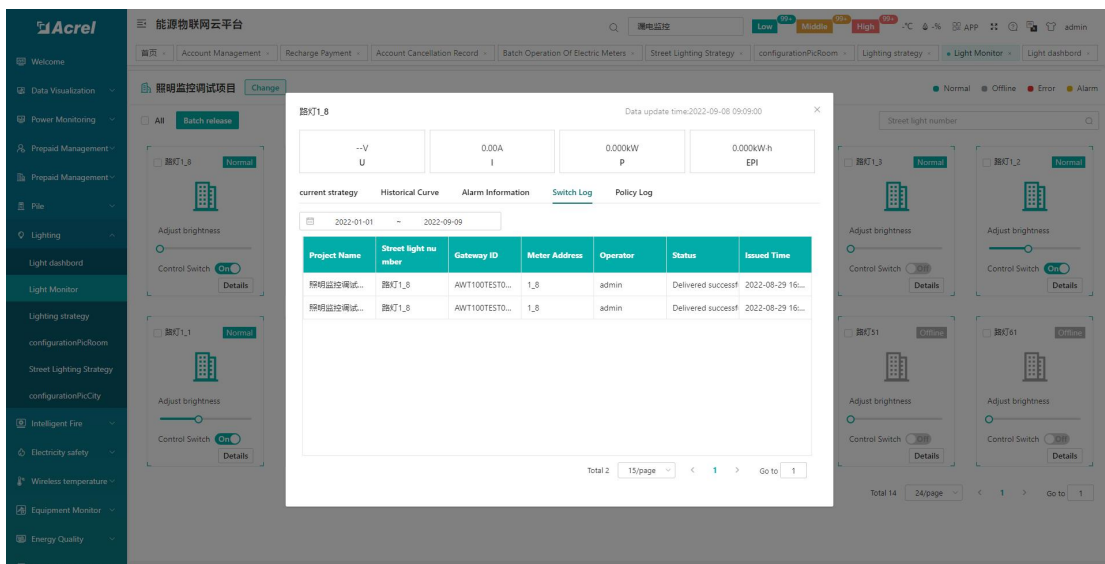 Acrel
能源物联网云平台
漏电监控
Low 99+ Middle 99+ High 99+ -℃ -% APP admin
首页 Account Management Recharge Payment Account Cancellation Record Batch Operation Of Electric Meters Street Lighting Strategy configurationPicRoom Lighting strategy Light Monitor Light dashbord
Welcome
Data Visualization
Power Monitoring
Prepaid Management
Prepaid Management
Pile
Lighting
Light dashbord
Light Monitor
Lighting strategy
configurationPicRoom
Street Lighting Strategy
configurationPicCity
Intelligent Fire
Electricity safety
Wireless temperature
Equipment Monitor
Energy Quality
照明监控调试项目 Change
Normal Offline Error Alarm
All Batch release
Street light number
路灯1_8 Normal
Adjust brightness
Control Switch On
Details
路灯1_1 Normal
Adjust brightness
Control Switch On
Details
路灯1_8
Data update time:2022-09-08 09:09:00
--V 0.00A 0.000kW 0.000kW·h
U I P EPI
current strategy Historical Curve Alarm Information Switch Log Policy Log
2022-01-01 ~ 2022-09-09
Project Name Street light nu Gateway ID Meter Address Operator Status Issued Time
mber
照明监控调试... 路灯1_8 AWT100TEST0... 1_8 admin Delivered successf 2022-08-29 16:...
照明监控调试... 路灯1_8 AWT100TEST0... 1_8 admin Delivered successf 2022-08-29 16:...
Total 2 15/page < 1 > Go to 1
路灯1_3 Normal
Adjust brightness
Control Switch Off
Details
路灯1_2 Normal
Adjust brightness
Control Switch On
Details
路灯51 Offline
Adjust brightness
Control Switch Off
Details
路灯61 Offline
Adjust brightness
Control Switch Off
Details
Total 14 24/page < 1 > Go to 1